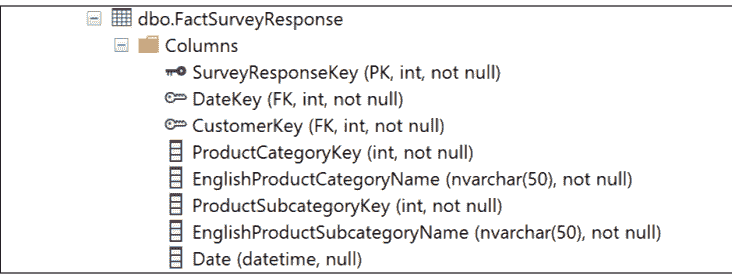 dbo.FactSurveyResponse
Columns
SurveyResponseKey (PK, int, not null)
DateKey (FK, int, not null)
CustomerKey (FK, int, not null)
ProductCategoryKey (int, not null)
EnglishProductCategoryName (nvarchar(50), not null)
ProductSubcategoryKey (int, not null)
EnglishProductSubcategoryName (nvarchar(50), not null)
Date (datetime, null)